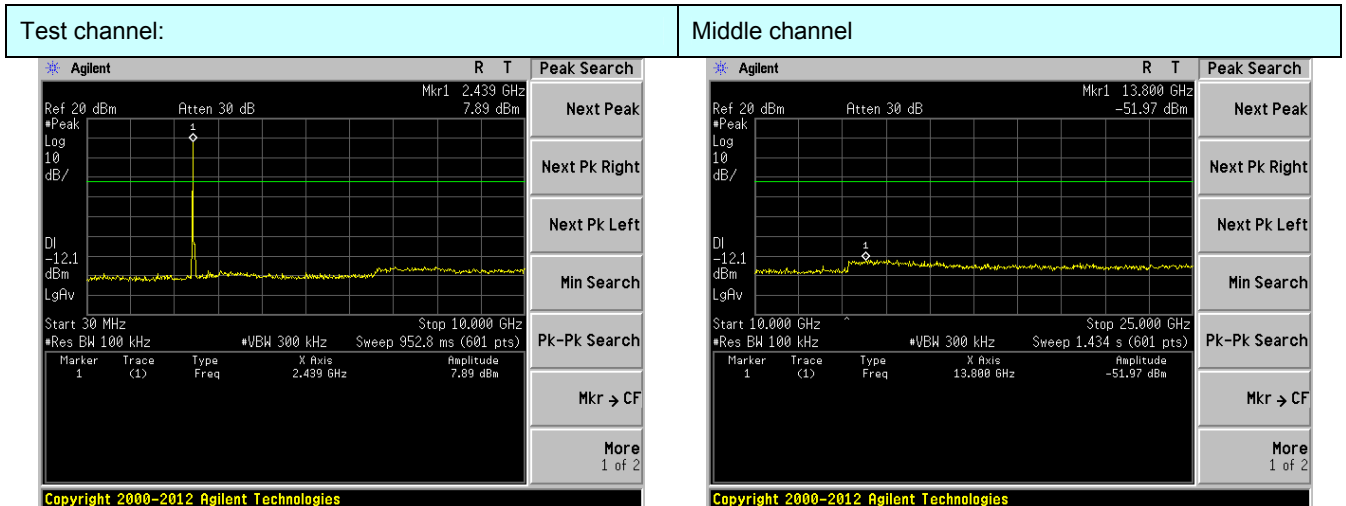 Test channel:
Middle channel
Agilent R T
Peak Search
Mkr1 2.439 GHz
Ref 20 dBm Atten 30 dB 7.89 dBm
#Peak
Log
10
dB/
1
DI
-12.1
dBm
LgAv
Start 30 MHz Stop 10.000 GHz
#Res BW 100 kHz #VBW 300 kHz Sweep 952.8 ms (601 pts)
Marker Trace Type X Axis Amplitude
1 (1) Freq 2.439 GHz 7.89 dBm
Next Peak
Next Pk Right
Next Pk Left
Min Search
Pk-Pk Search
Mkr → CF
More
1 of 2
Copyright 2000-2012 Agilent Technologies
Agilent R T
Peak Search
Mkr1 13.800 GHz
Ref 20 dBm Atten 30 dB -51.97 dBm
#Peak
Log
10
dB/
1
DI
-12.1
dBm
LgAv
Start 10.000 GHz ^ Stop 25.000 GHz
#Res BW 100 kHz #VBW 300 kHz Sweep 1.434 s (601 pts)
Marker Trace Type X Axis Amplitude
1 (1) Freq 13.800 GHz -51.97 dBm
Next Peak
Next Pk Right
Next Pk Left
Min Search
Pk-Pk Search
Mkr → CF
More
1 of 2
Copyright 2000-2012 Agilent Technologies